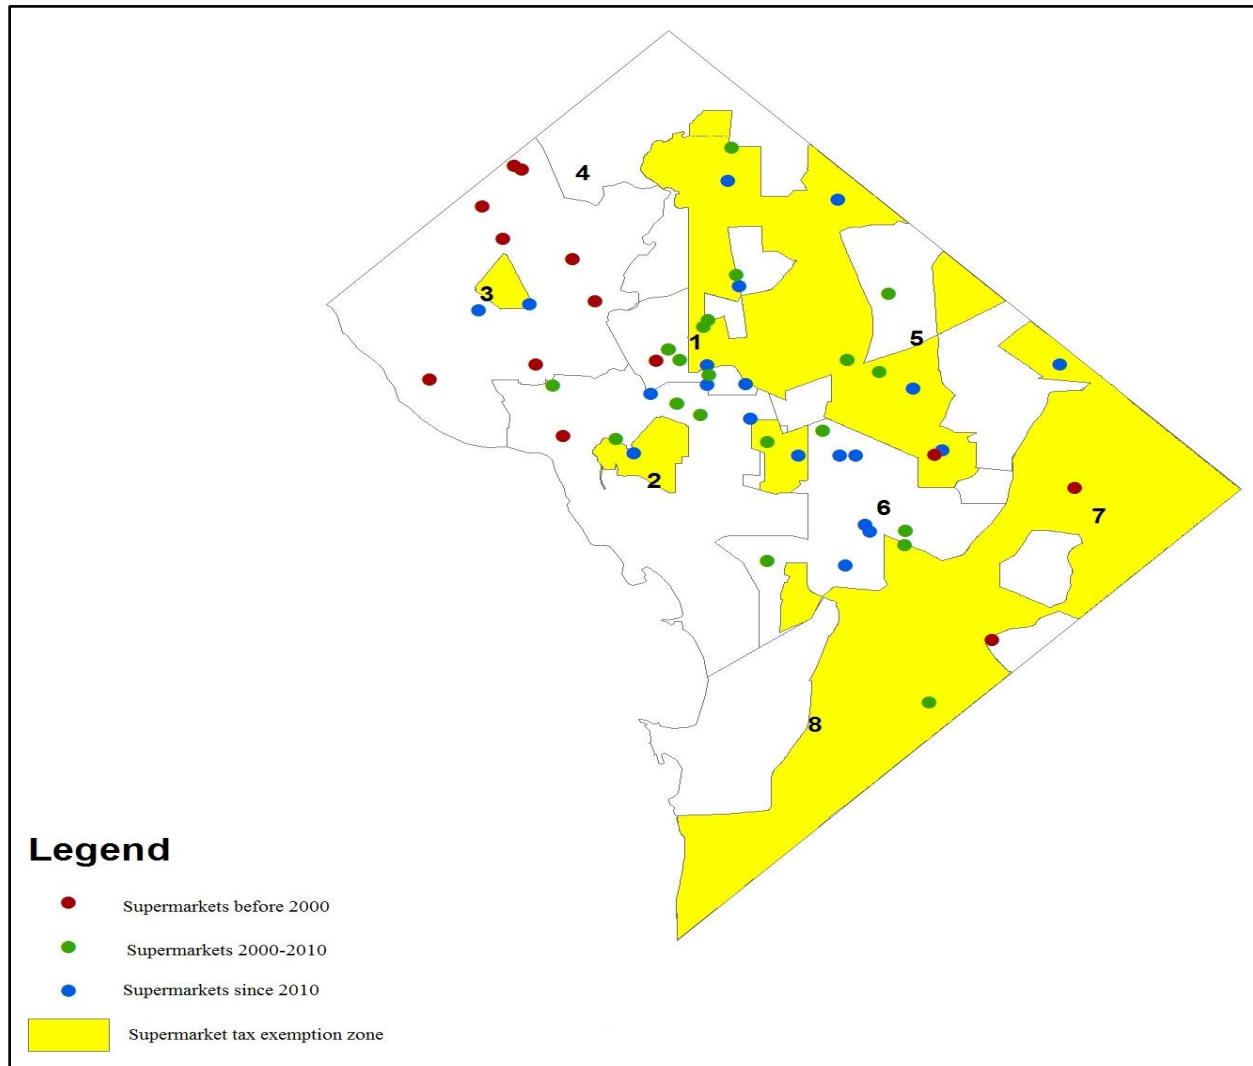 4
3
1
5
2
6
7
8
Legend
Supermarkets before 2000
Supermarkets 2000-2010
Supermarkets since 2010
Supermarket tax exemption zone